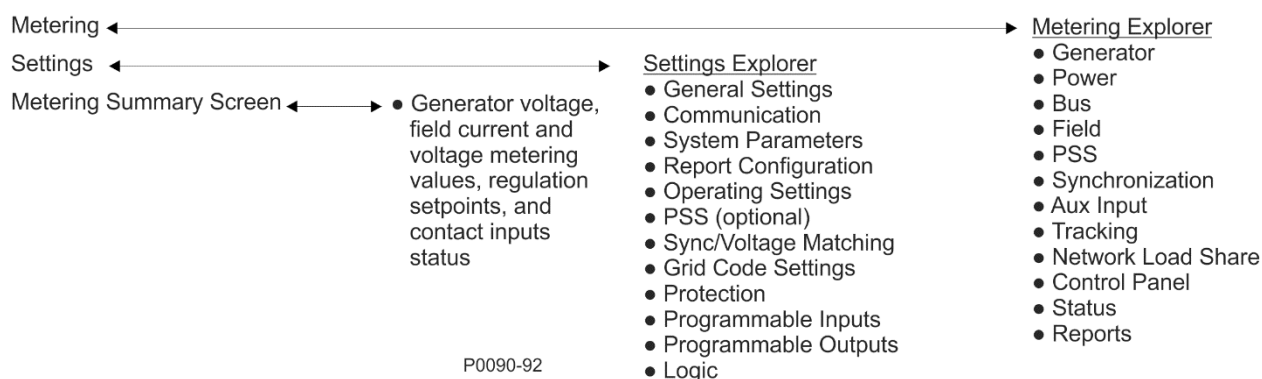 Metering
Settings
Metering Summary Screen
● Generator voltage,
field current and
voltage metering
values, regulation
setpoints, and
contact inputs
status
Settings Explorer
● General Settings
● Communication
● System Parameters
● Report Configuration
● Operating Settings
● PSS (optional)
● Sync/Voltage Matching
● Grid Code Settings
● Protection
● Programmable Inputs
● Programmable Outputs
● Logic
Metering Explorer
● Generator
● Power
● Bus
● Field
● PSS
● Synchronization
● Aux Input
● Tracking
● Network Load Share
● Control Panel
● Status
● Reports
P0090-92